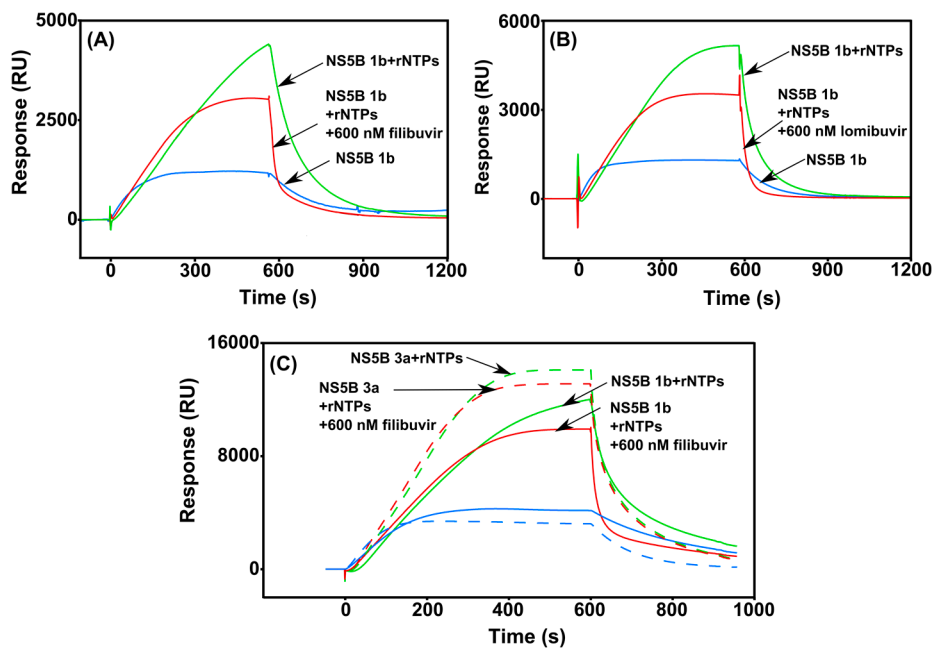 (A)
5000
2500
0
Response (RU)
NS5B 1b+rNTPs
NS5B 1b
+rNTPs
+600 nM filibuvir
NS5B 1b
0 300 600 900 1200
Time (s)
(B)
6000
3000
0
Response (RU)
NS5B 1b+rNTPs
NS5B 1b
+rNTPs
+600 nM lomibuvir
NS5B 1b
0 300 600 900 1200
Time (s)
(C)
16000
8000
0
Response (RU)
NS5B 3a+rNTPs
NS5B 3a
+rNTPs
+600 nM filibuvir
NS5B 1b+rNTPs
NS5B 1b
+rNTPs
+600 nM filibuvir
0 200 400 600 800 1000
Time (s)